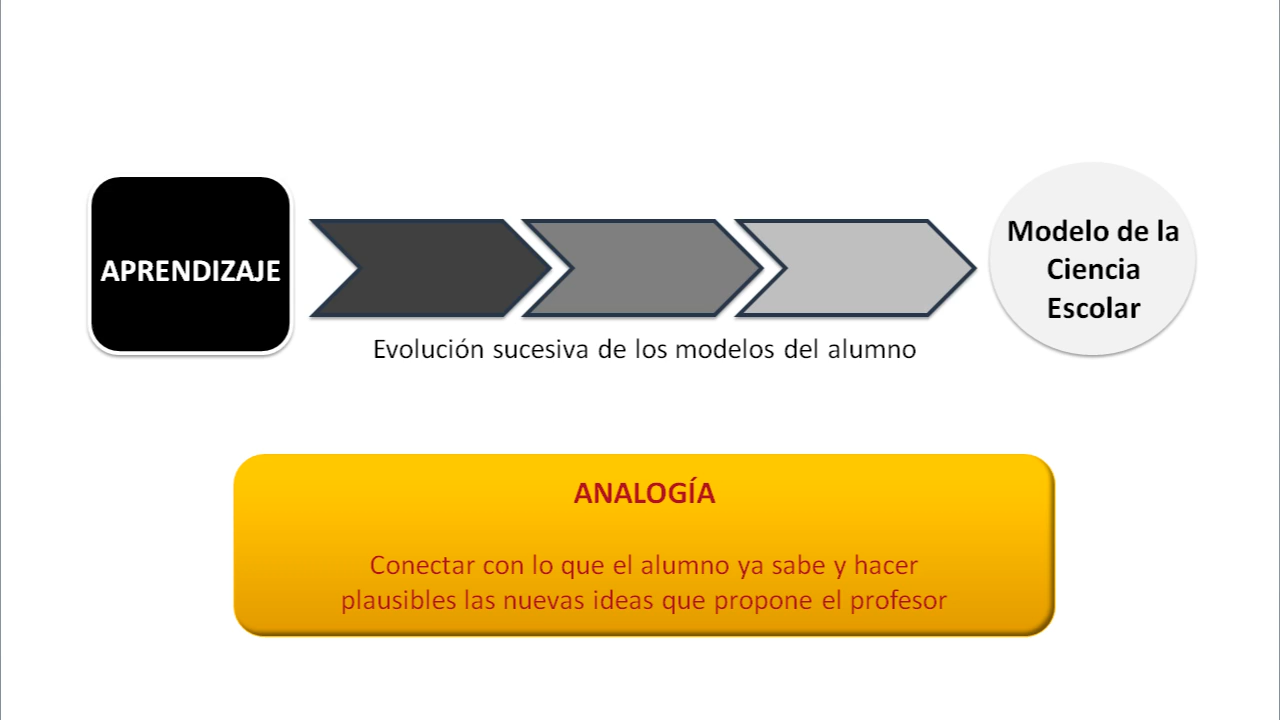 APRENDIZAJE
Modelo de la
Ciencia
Escolar
Evolución sucesiva de los modelos del alumno
ANALOGÍA
Conectar con lo que el alumno ya sabe y hacer
plausibles las nuevas ideas que propone el profesor